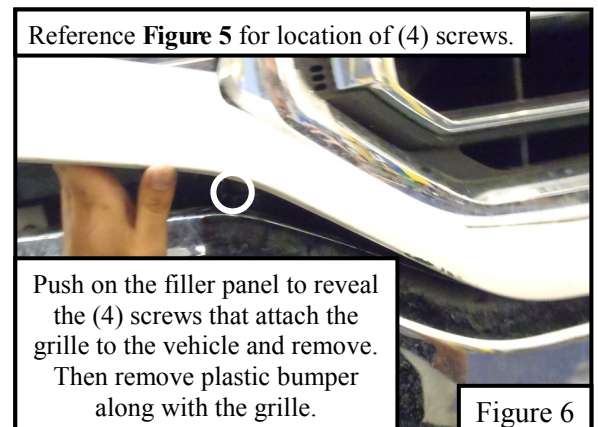 Reference Figure 5 for location of (4) screws.
Push on the filler panel to reveal
the (4) screws that attach the
grille to the vehicle and remove.
Then remove plastic bumper
along with the grille.
Figure 6